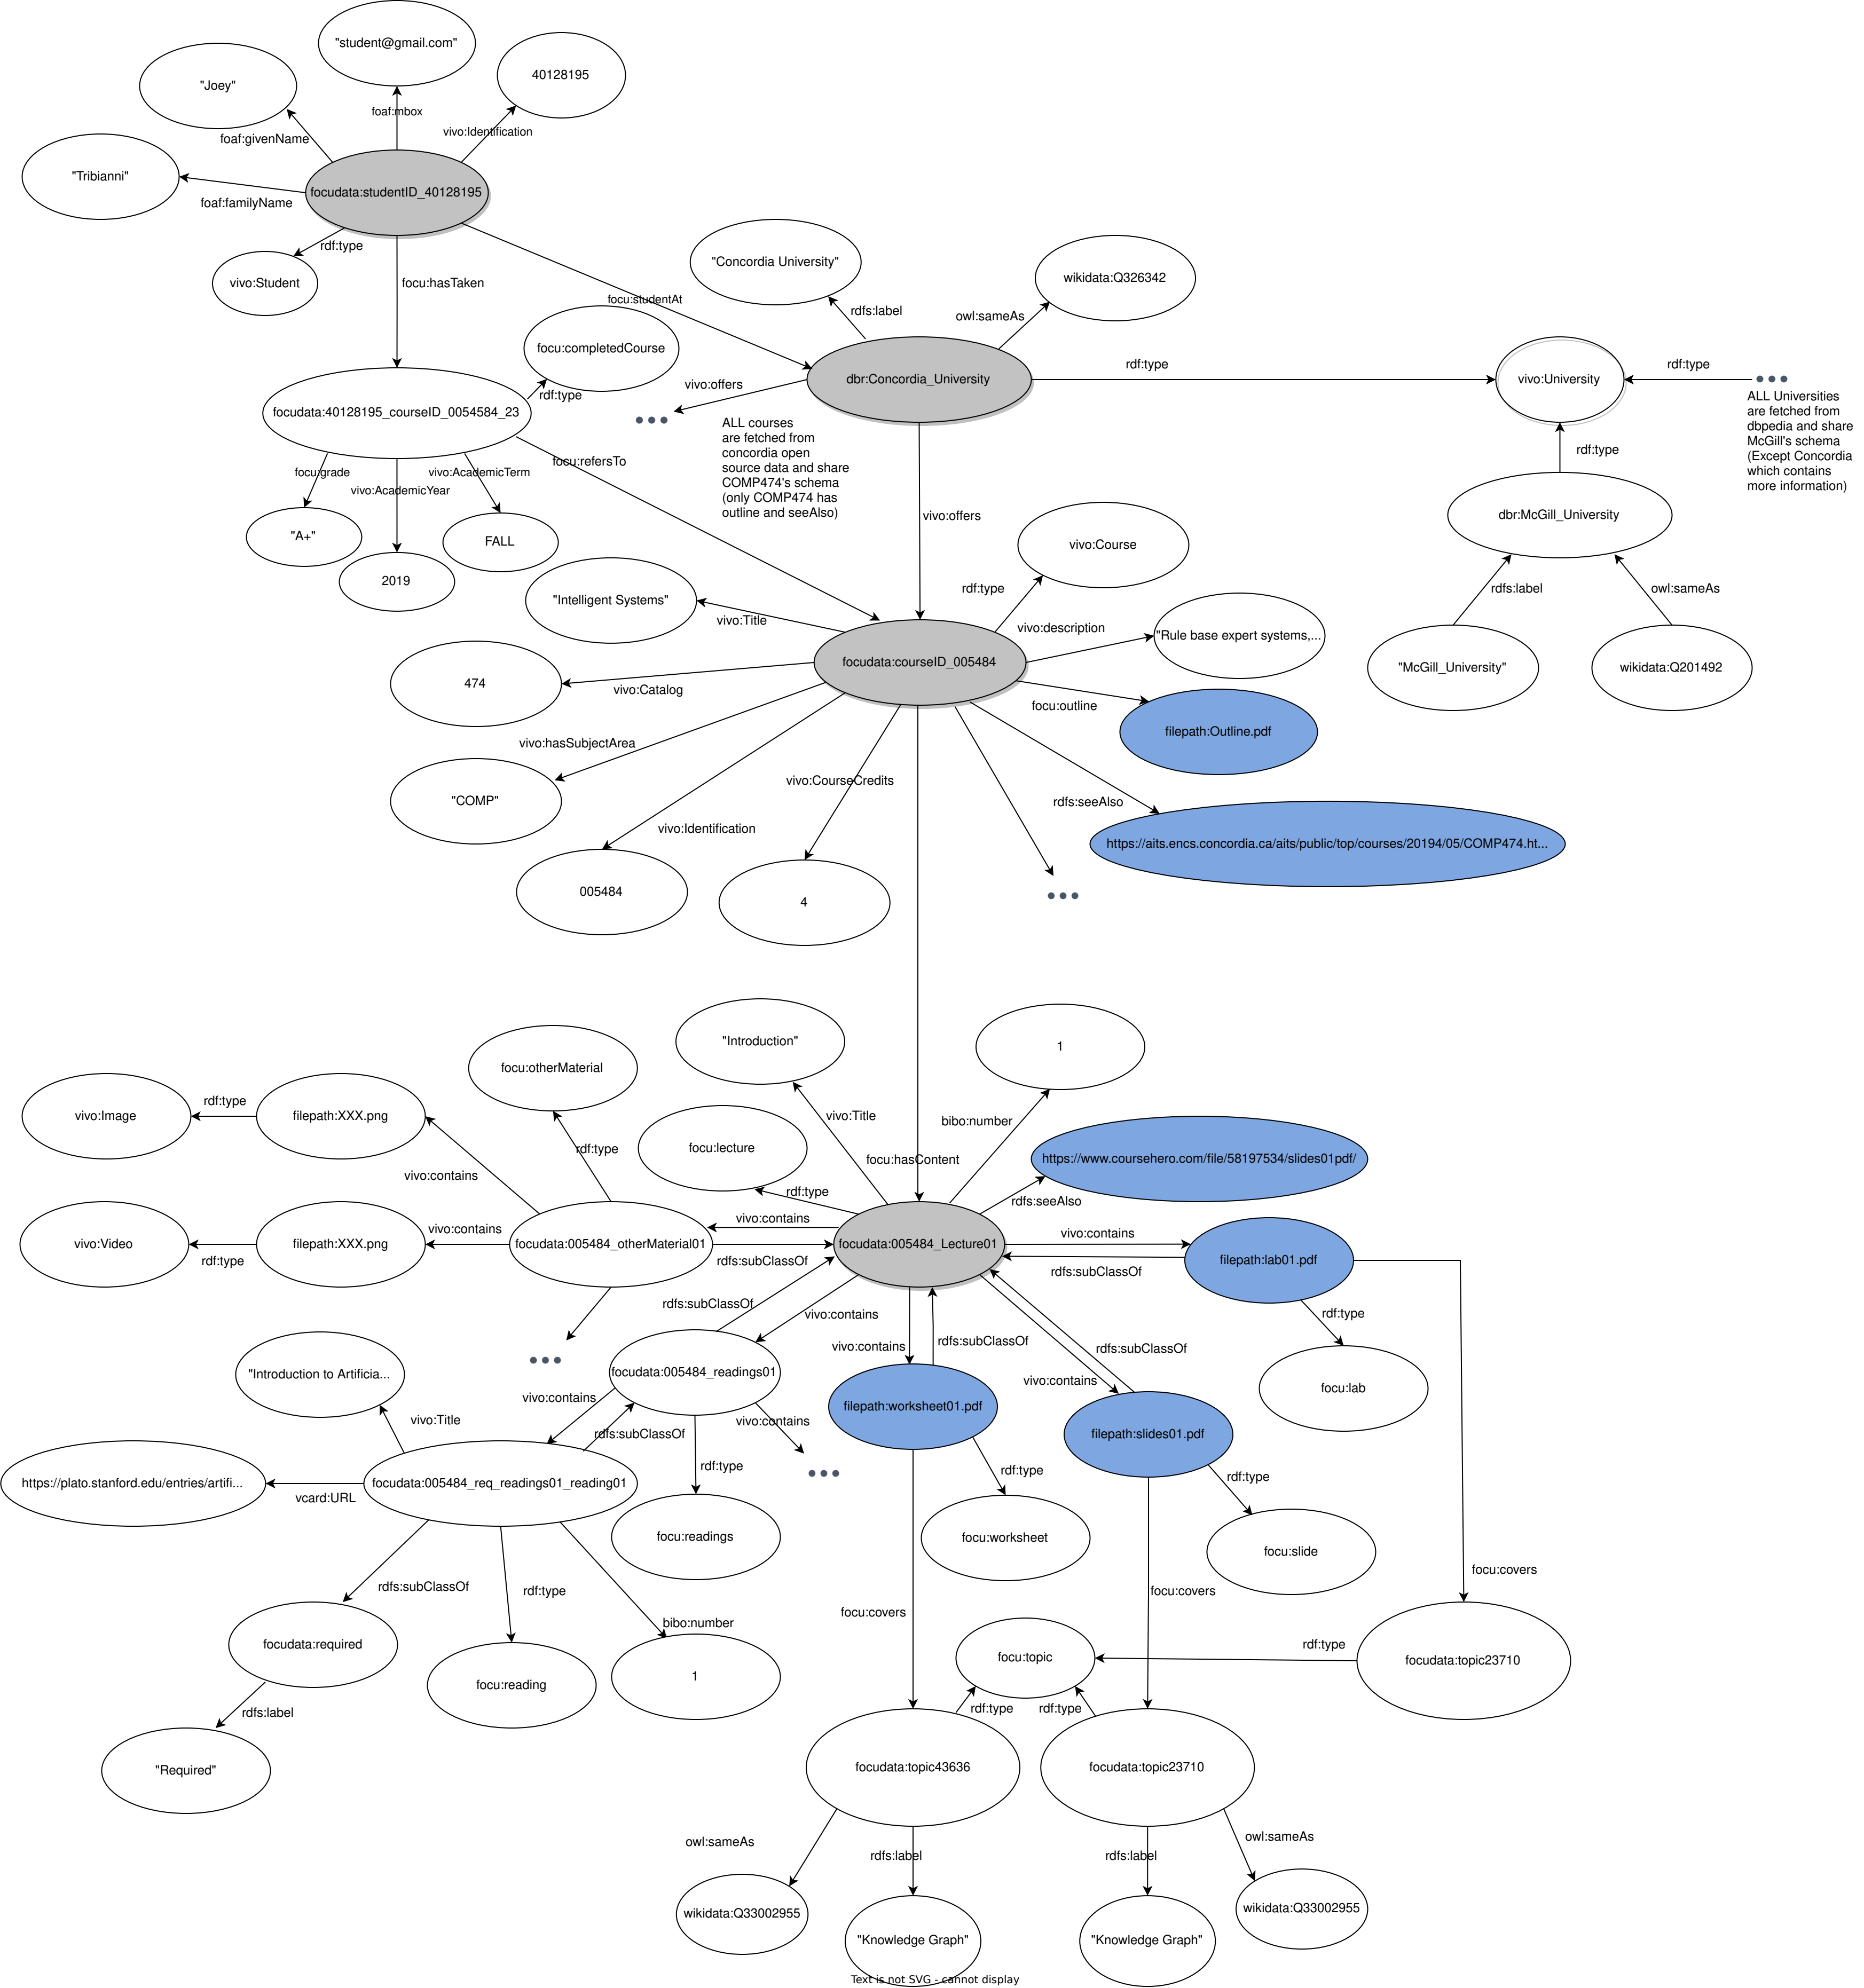 "student@gmail.com"
40128195
"Joey"
foaf:mbox
vivo:Identification
foaf:givenName
"Tribianni"
focudata:studentID_40128195
foaf:familyName
rdf:type
vivo:Student
focu:hasTaken
focu:studentAt
"Concordia University"
wikidata:Q326342
rdfs:label
owl:sameAs
focu:completedCourse
rdf:type
vivo:offers
dbr:Concordia_University
rdf:type
vivo:University
rdf:type
focudata:40128195_courseID_0054584_23
ALL courses
are fetched from
concordia open
source data and share
COMP474's schema
(only COMP474 has
outline and seeAlso)
ALL Universities
are fetched from
dbpedia and share
McGill's schema
(Except Concordia
which contains
more information)
rdf:type
focu:refersTo
focu:grade
vivo:AcademicTerm
vivo:AcademicYear
"A+"
FALL
2019
vivo:offers
dbr:McGill_University
vivo:Course
rdf:type
rdfs:label
owl:sameAs
"Intelligent Systems"
vivo:Title
vivo:description
"Rule base expert systems,...
focudata:courseID_005484
"McGill_University"
wikidata:Q201492
474
vivo:Catalog
focu:outline
filepath:Outline.pdf
vivo:hasSubjectArea
vivo:CourseCredits
"COMP"
rdfs:seeAlso
vivo:Identification
https://aits.encs.concordia.ca/aits/public/top/courses/20194/05/COMP474.ht...
005484
4
"Introduction"
1
focu:otherMaterial
vivo:Image
rdf:type
filepath:XXX.png
vivo:Title
bibo:number
rdf:type
focu:lecture
focu:hasContent
https://www.coursehero.com/file/58197534/slides01pdf/
vivo:contains
rdf:type
rdfs:seeAlso
vivo:contains
vivo:contains
vivo:contains
vivo:Video
rdf:type
filepath:XXX.png
focudata:005484_otherMaterial01
rdfs:subClassOf
focudata:005484_Lecture01
rdfs:subClassOf
filepath:lab01.pdf
rdfs:subClassOf
vivo:contains
rdf:type
vivo:contains
rdfs:subClassOf
rdfs:subClassOf
"Introduction to Artificia...
focudata:005484_readings01
vivo:contains
focu:lab
vivo:contains
filepath:worksheet01.pdf
vivo:Title
vivo:contains
rdfs:subClassOf
filepath:slides01.pdf
rdf:type
rdf:type
rdf:type
https://plato.stanford.edu/entries/artifi...
vcard:URL
focudata:005484_req_readings01_reading01
focu:readings
focu:worksheet
focu:slide
focu:covers
rdfs:subClassOf
rdf:type
focu:covers
focu:covers
bibo:number
focudata:required
rdf:type
focu:topic
focudata:topic23710
focu:reading
1
rdfs:label
rdf:type
rdf:type
"Required"
focudata:topic43636
focudata:topic23710
owl:sameAs
rdfs:label
rdfs:label
owl:sameAs
wikidata:Q33002955
wikidata:Q33002955
"Knowledge Graph"
"Knowledge Graph"
Text is not SVG - cannot display